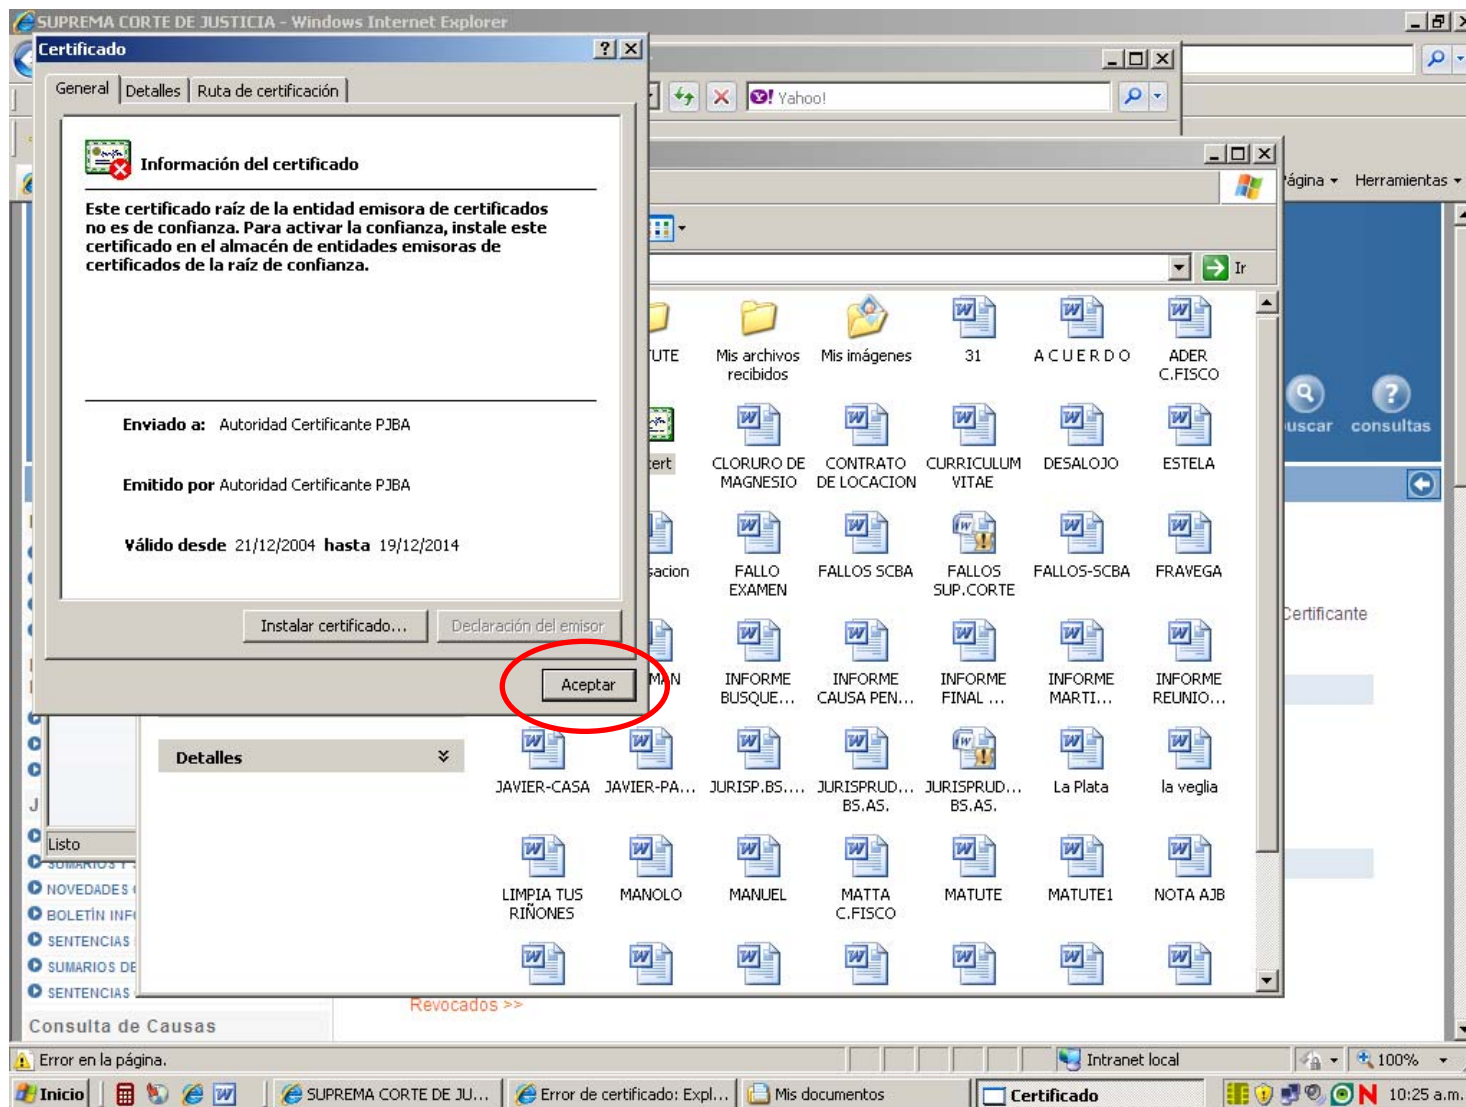 SUPREMA CORTE DE JUSTICIA - Windows Internet Explorer
Certificado
General
Detalles
Ruta de certificación
Yahoo!
Información del certificado
Página
Herramientas
Este certificado raíz de la entidad emisora de certificados
no es de confianza. Para activar la confianza, instale este
certificado en el almacén de entidades emisoras de
certificados de la raíz de confianza.
Ir
Enviado a: Autoridad Certificante PJBA
Emitido por Autoridad Certificante PJBA
Válido desde 21/12/2004 hasta 19/12/2014
Instalar certificado...
Declaración del emisor
Aceptar
UTE
Mis archivos
recibidos
Mis imágenes
31
A C U E R D O
ADER
C.FISCO
uscar
consultas
cert
CLORURO DE
MAGNESIO
CONTRATO
DE LOCACION
CURRICULUM
VITAE
DESALOJO
ESTELA
sacion
FALLO
EXAMEN
FALLOS SCBA
FALLOS
SUP.CORTE
FALLOS-SCBA
FRAVEGA
Certificante
MAN
INFORME
BUSQUE...
INFORME
CAUSA PEN...
INFORME
FINAL ...
INFORME
MARTI...
INFORME
REUNIO...
Detalles
JAVIER-CASA
JAVIER-PA...
JURISP.BS....
JURISPRUD...
BS.AS.
JURISPRUD...
BS.AS.
La Plata
la veglia
J
Listo
SUMARIOS Y
NOVEDADES
BOLETÍN INF
SENTENCIAS
SUMARIOS DE
SENTENCIAS
LIMPIA TUS
RIÑONES
MANOLO
MANUEL
MATTA
C.FISCO
MATUTE
MATUTE1
NOTA AJB
Revocados >>
Consulta de Causas
Error en la página.
Intranet local
100%
Inicio
SUPREMA CORTE DE JU...
Error de certificado: Expl...
Mis documentos
Certificado
10:25 a.m.